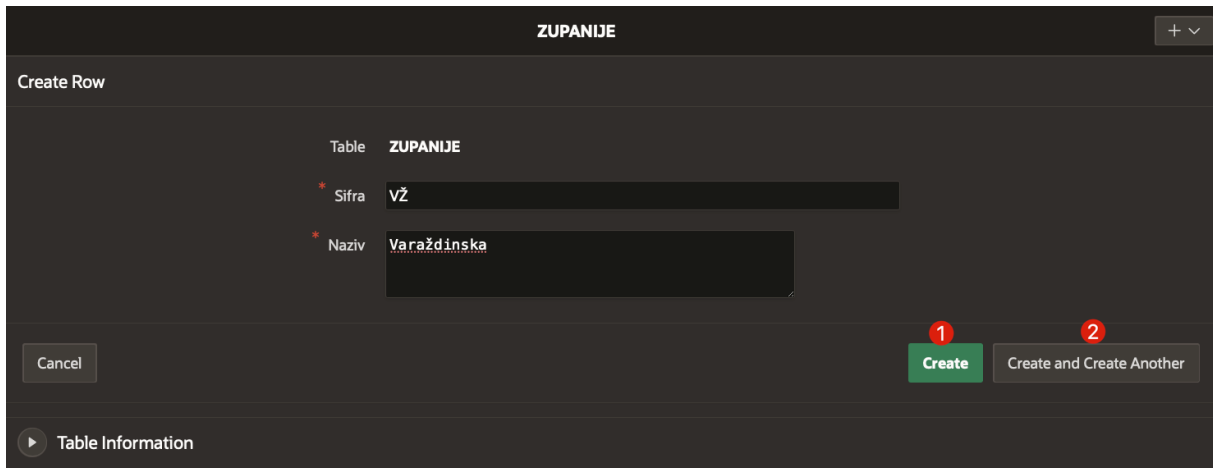 ZUPANIJE
Create Row
Table ZUPANIJE
* Sifra VŽ
* Naziv Varaždinska
1 2
Cancel Create Create and Create Another
Table Information